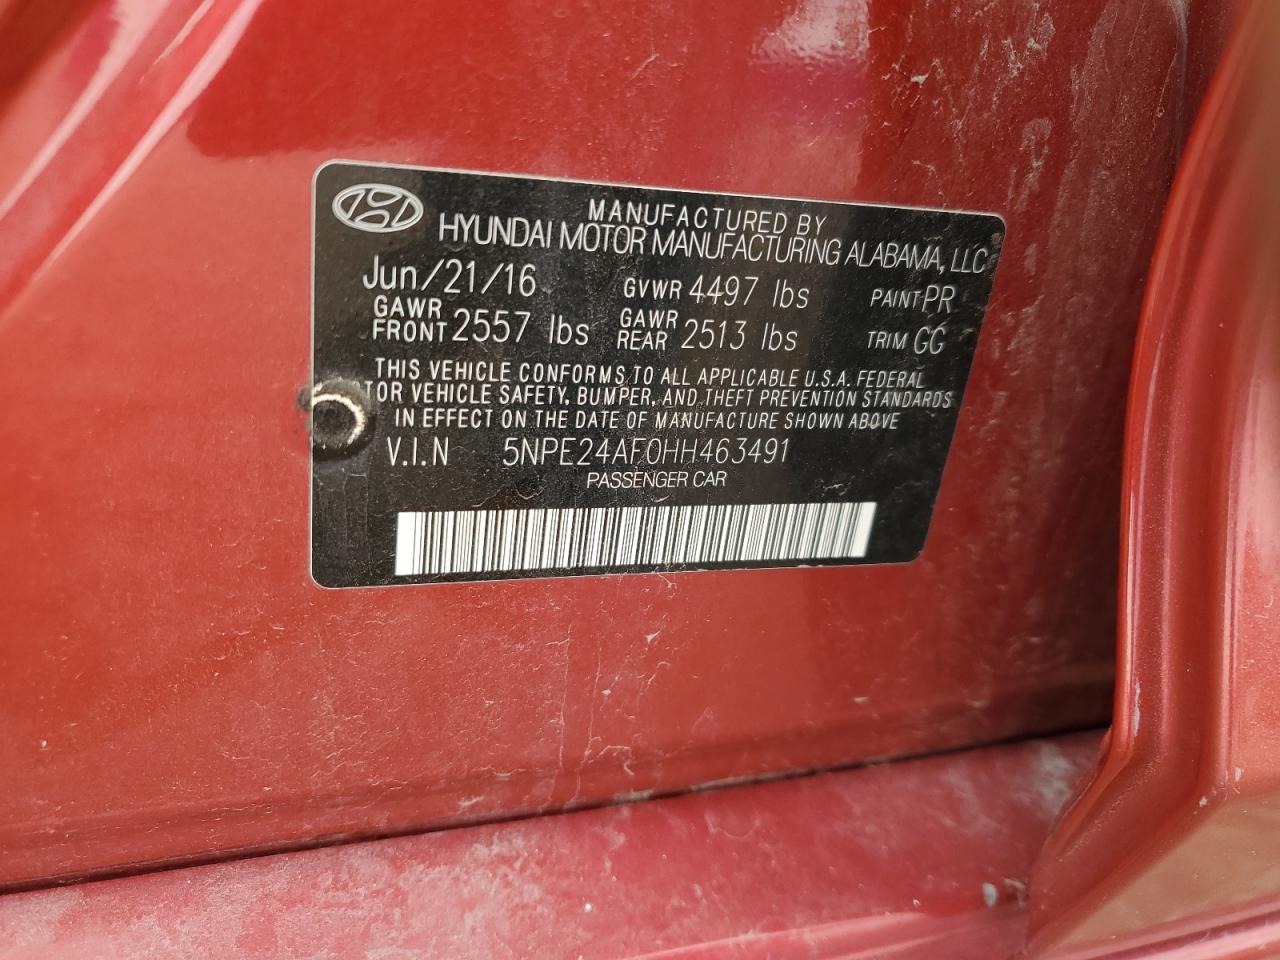 MANUFACTURED BY
HYUNDAI MOTOR MANUFACTURING ALABAMA, LLC
Jun/21/16 GVWR 4497 lbs PAINT:PR
GAWR FRONT 2557 lbs GAWR REAR 2513 lbs TRIM GG
THIS VEHICLE CONFORMS TO ALL APPLICABLE U.S.A. FEDERAL
TOR VEHICLE SAFETY, BUMPER, AND THEFT PREVENTION STANDARDS
IN EFFECT ON THE DATE OF MANUFACTURE SHOWN ABOVE
V.I.N 5NPE24AF0HH463491
PASSENGER CAR